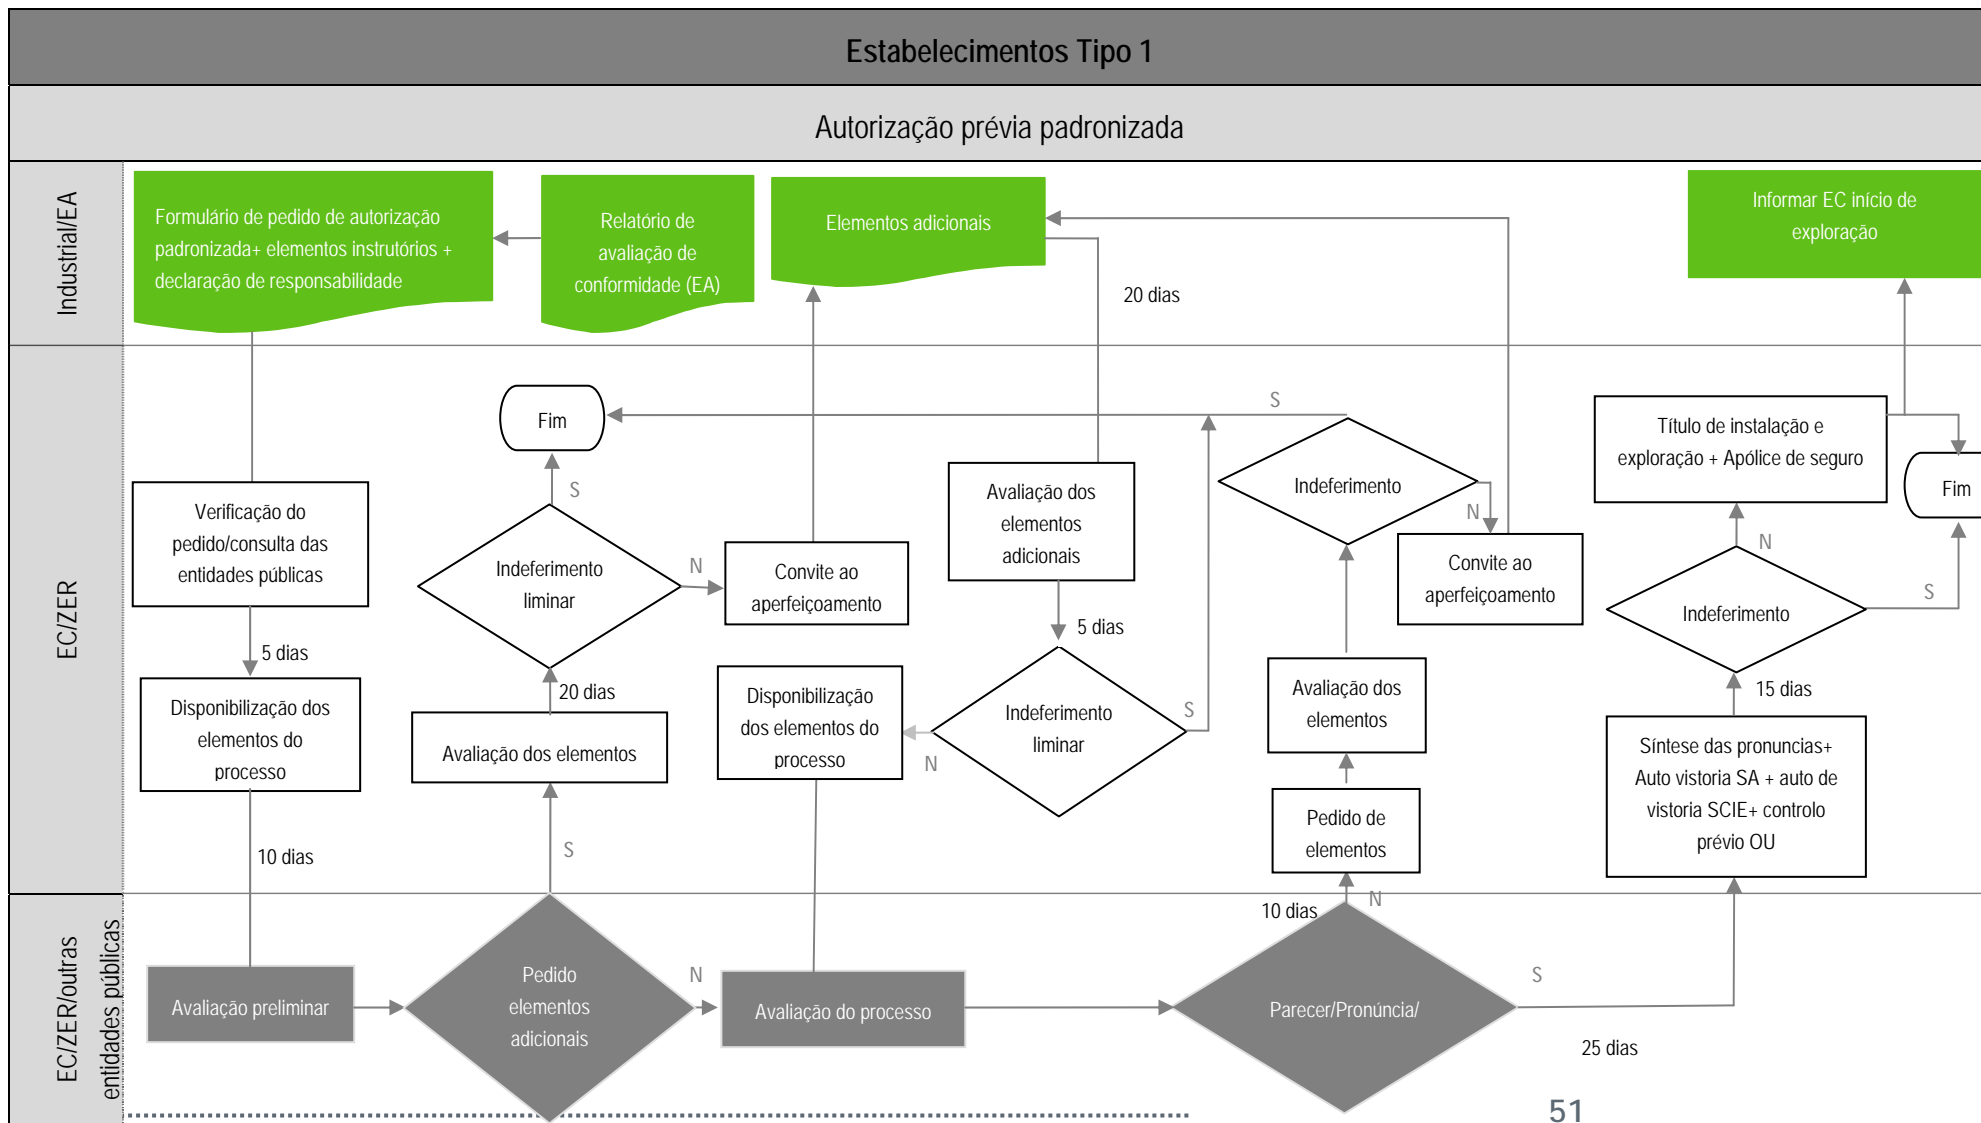 Estabelecimentos Tipo 1
Autorização prévia padronizada
Industrial/EA
Formulário de pedido de autorização
padronizada+ elementos instrutórios +
declaração de responsabilidade
Relatório de
avaliação de
conformidade (EA)
Elementos adicionais
20 dias
Informar EC início de
exploração
EC/ZER
Verificação do
pedido/consulta das
entidades públicas
5 dias
Disponibilização dos
elementos do
processo
10 dias
Fim
S
Indeferimento
liminar
N
20 dias
Avaliação dos elementos
S
Convite ao
aperfeiçoamento
Avaliação dos
elementos
adicionais
5 dias
Indeferimento
liminar
S
N
Disponibilização
dos elementos do
processo
S
Indeferimento
N
Convite ao
aperfeiçoamento
Avaliação dos
elementos
Pedido de
elementos
Título de instalação e
exploração + Apólice de seguro
Fim
N
Indeferimento
S
15 dias
Síntese das pronuncias+
Auto vistoria SA + auto de
vistoria SCIE+ controlo
prévio OU
EC/ZER/outras
entidades públicas
Avaliação preliminar
Pedido
elementos
adicionais
N
Avaliação do processo
10 dias
N
Parecer/Pronúncia/
S
25 dias
51